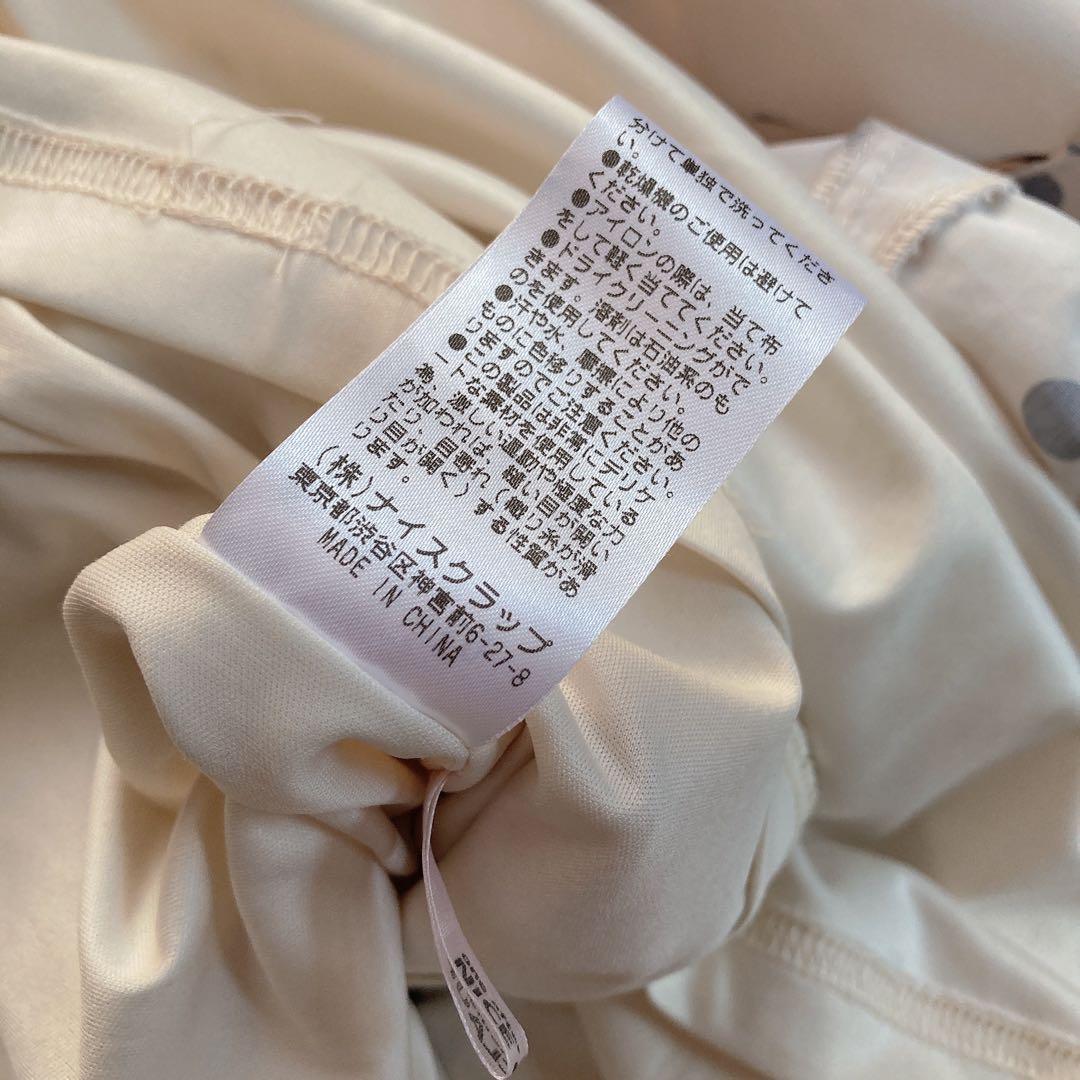 分けて単独で洗ってくださ
い。
●乾燥機のご使用は避けて
ください。
●アイロンの際は、当て布
をして軽く当ててください。
●ドライクリーニングがで
きます。溶剤は石油系のも
のを使用してください。
●汗や水、摩擦により他の
ものに色移りすることがあ
りますのでご注意ください。
●この製品は非常にデリケ
ートな素材を使用している
為、激しい運動や極度な力
が加われば、縫い目が開い
たり、目寄れ(織り糸が滑
り目が開く)する性質があ
ります。
(株)ナイスクラップ
東京都渋谷区神宮前6-27-8
MADE IN CHINA
NICE